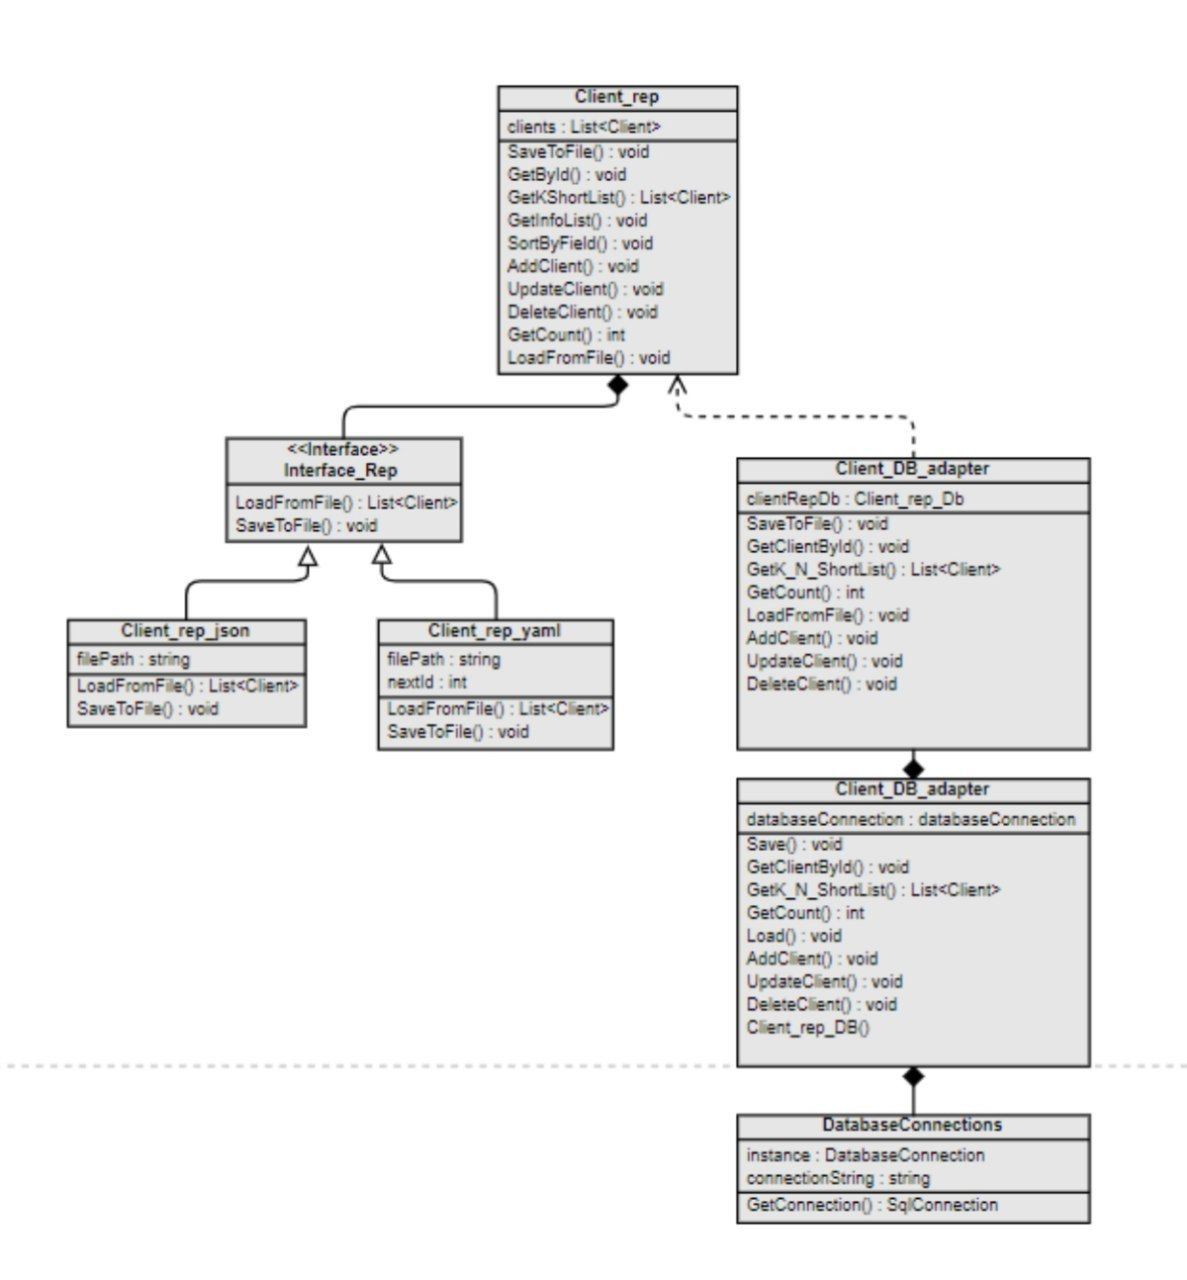 Client_rep
clients : List<Client>
SaveToFile() : void
GetById() : void
GetKShortList() : List<Client>
GetInfoList() : void
SortByField() : void
AddClient() : void
UpdateClient() : void
DeleteClient() : void
GetCount() : int
LoadFromFile() : void
<<Interface>>
Interface_Rep
LoadFromFile() : List<Client>
SaveToFile() : void
Client_rep_json
filePath : string
LoadFromFile() : List<Client>
SaveToFile() : void
Client_rep_yaml
filePath : string
nextId : int
LoadFromFile() : List<Client>
SaveToFile() : void
Client_DB_adapter
clientRepDb : Client_rep_Db
SaveToFile() : void
GetClientById() : void
GetK_N_ShortList() : List<Client>
GetCount() : int
LoadFromFile() : void
AddClient() : void
UpdateClient() : void
DeleteClient() : void
Client_DB_adapter
databaseConnection : databaseConnection
Save() : void
GetClientById() : void
GetK_N_ShortList() : List<Client>
GetCount() : int
Load() : void
AddClient() : void
UpdateClient() : void
DeleteClient() : void
Client_rep_DB()
DatabaseConnections
instance : DatabaseConnection
connectionString : string
GetConnection() : SqlConnection